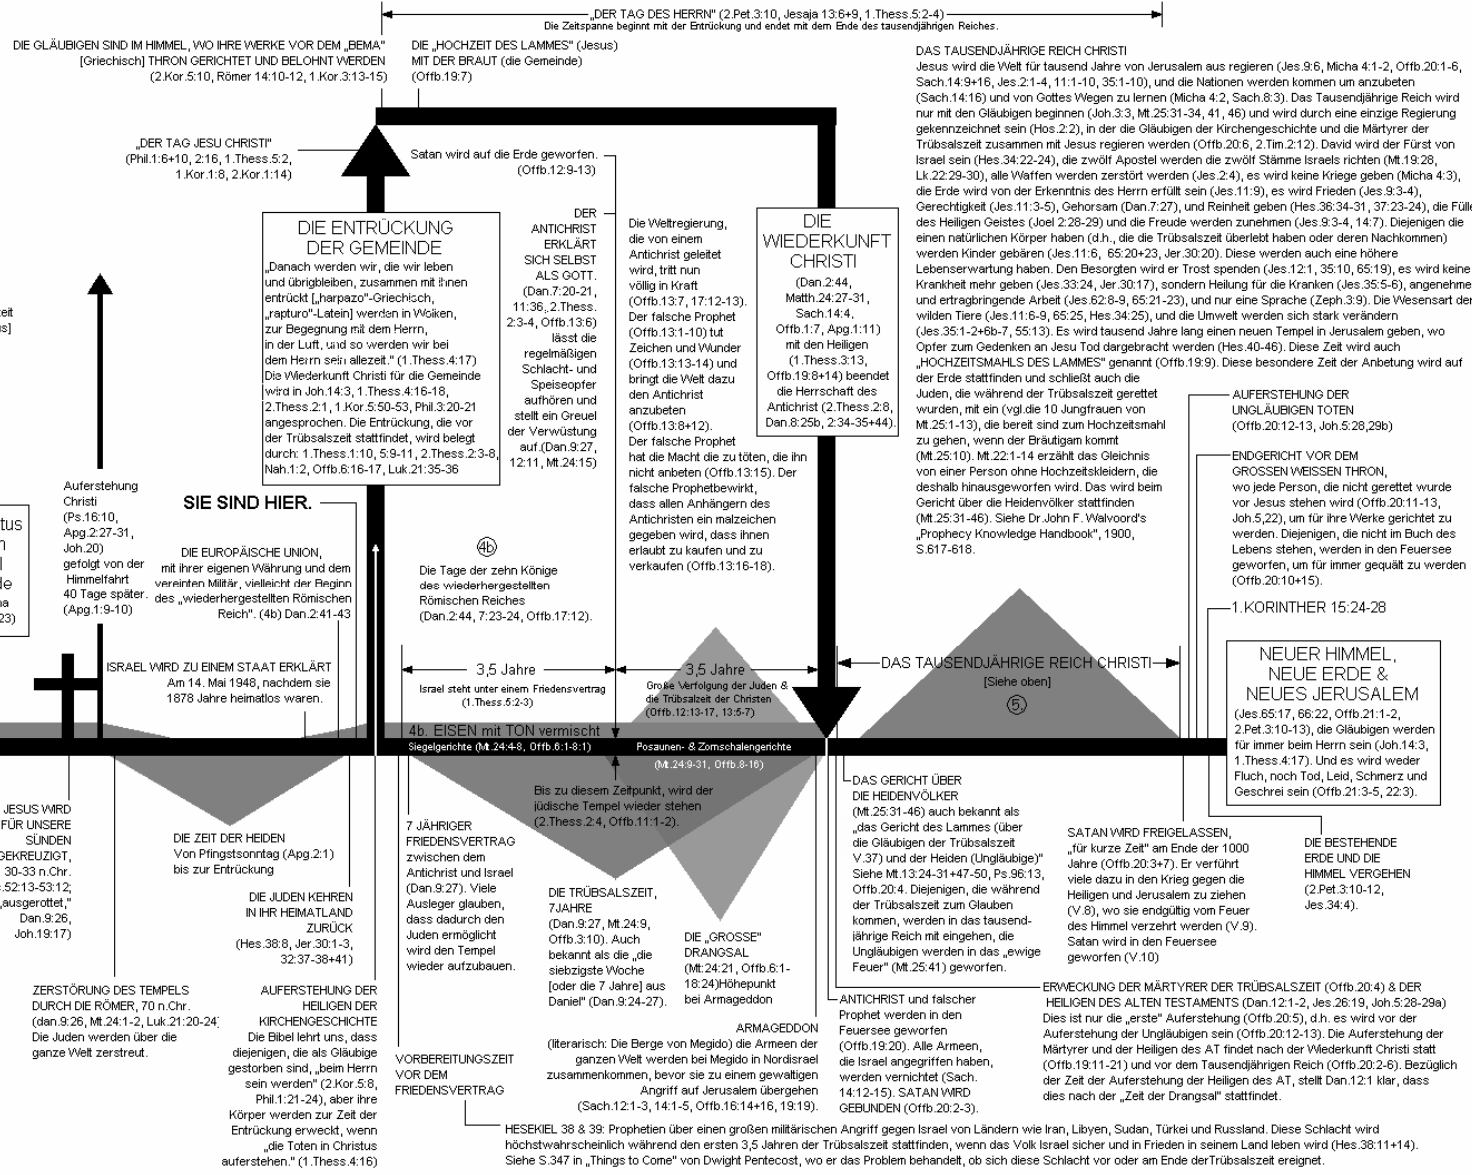 „DER TAG DES HERRN" (2.Pet.3:10, Jesaja 13:6+9, 1.Thess.5:2-4)
Die Zeitspanne beginnt mit der Entrückung und endet mit dem Ende des tausendjährigen Reiches.
DIE GLÄUBIGEN SIND IM HIMMEL, WO IHRE WERKE VOR DEM „BEMA"
[Griechisch] THRON GERICHTET UND BELOHNT WERDEN
(2.Kor.5:10, Römer 14:10-12, 1.Kor.3:13-15)
DIE „HOCHZEIT DES LAMMES" (Jesus)
MIT DER BRAUT (die Gemeinde)
(Offb.19:7)
„DER TAG JESU CHRISTI"
(Phil.1:6+10, 2:16, 1.Thess.5:2,
1.Kor.1:8, 2.Kor.1:14)
Satan wird auf die Erde geworfen.
(Offb.12:9-13)
DAS TAUSENDJÄHRIGE REICH CHRISTI
Jesus wird die Welt für tausend Jahre von Jerusalem aus regieren (Jes.9:6, Micha 4:1-2, Offb.20:1-6,
Sach.14:9+16, Jes.2:1-4, 11:1-10, 35:1-10), und die Nationen werden kommen um anzubeten
(Sach.14:16) und von Gottes Wegen zu lernen (Micha 4:2, Sach.8:3). Das Tausendjährige Reich wird
nur mit den Gläubigen beginnen (Joh.3:3, Mt.25:31-34, 41, 46) und wird durch eine einzige Regierung
gekennzeichnet sein (Hos.2:2), in der die Gläubigen der Kirchengeschichte und die Märtyrer der
Trübsalszeit zusammen mit Jesus regieren werden (Offb.20:6, 2.Tim.2:12). David wird der Fürst von
Israel sein (Hes.34:22-24), die zwölf Apostel werden die zwölf Stämme Israels richten (Mt.19:28,
Lk.22:29-30), alle Waffen werden zerstört werden (Jes.2:4), es wird keine Kriege geben (Micha 4:3),
die Erde wird von der Erkenntnis des Herrn erfüllt sein (Jes.11:9), es wird Frieden (Jes.9:3-4),
Gerechtigkeit (Jes.11:3-5), Gehorsam (Dan.7:27), und Reinheit geben (Hes.36:34-31, 37:23-24), die Fülle
des Heiligen Geistes (Joel 2:28-29) und die Freude werden zunehmen (Jes.9:3-4, 14:7). Diejenigen die
einen natürlichen Körper haben (d.h., die die Trübsalszeit überlebt haben oder deren Nachkommen)
werden Kinder gebären (Jes.11:6, 65:20+23, Jer.30:20). Diese werden auch eine höhere
Lebenserwartung haben. Den Besorgten wird er Trost spenden (Jes.12:1, 35:10, 65:19), es wird keine
Krankheit mehr geben (Jes.33:24, Jer.30:17), sondern Heilung für die Kranken (Jes.35:5-6), angenehme
und ertragbringende Arbeit (Jes.62:8-9, 65:21-23), und nur eine Sprache (Zeph.3:9). Die Wesensart der
wilden Tiere (Jes.11:6-9, 65:25, Hes.34:25), und die Umwelt werden sich stark verändern
(Jes.35:1-2+6b-7, 55:13). Es wird tausend Jahre lang einen neuen Tempel in Jerusalem geben, wo
Opfer zum Gedenken an Jesu Tod dargebracht werden (Hes.40-46). Diese Zeit wird auch
„HOCHZEITSMAHLS DES LAMMES" genannt (Offb.19:9). Diese besondere Zeit der Anbetung wird auf
der Erde stattfinden und schließt auch die
Juden, die während der Trübsalszeit gerettet
wurden, mit ein (vgl.die 10 Jungfrauen von
Mt.25:1-13), die bereit sind zum Hochzeitsmahl
zu gehen, wenn der Bräutigam kommt
(Mt.25:10). Mt.22:1-14 erzählt das Gleichnis
von einer Person ohne Hochzeitskleidern, die
deshalb hinausgeworfen wird. Das wird beim
Gericht über die Heidenvölker stattfinden
(Mt.25:31-46). Siehe Dr.John F. Walvoord's
„Prophecy Knowledge Handbook", 1900,
S.617-618.
DIE ENTRÜCKUNG
DER GEMEINDE
„Danach werden wir, die wir leben
und übrigbleiben, zusammen mit ihnen
entrückt [„harpazo"-Griechisch,
„rapturo"-Latein] werden in Wolken,
zur Begegnung mit dem Herrn,
in der Luft, und so werden wir bei
dem Herrn sein allezeit." (1.Thess.4:17)
Die Wiederkunft Christi für die Gemeinde
wird in Joh.14:3, 1.Thess.4:16-18,
2.Thess.2:1, 1.Kor.5:50-53, Phil.3:20-21
angesprochen. Die Entrückung, die vor
der Trübsalszeit stattfindet, wird belegt
durch: 1.Thess.1:10, 5:9-11, 2.Thess.2:3-8,
Nah.1:2, Offb.6:16-17, Luk.21:35-36
DER
ANTICHRIST
ERKLÄRT
SICH SELBST
ALS GOTT.
(Dan.7:20-21,
11:36, 2.Thess.
2:3-4, Offb.13:6)
lässt die
regelmäßigen
Schlacht- und
Speiseopfer
aufhören und
stellt ein Greuel
der Verwüstung
auf.(Dan.9:27,
12:11, Mt.24:15)
Die Weltregierung,
die von einem
Antichrist geleitet
wird, tritt nun
völlig in Kraft
(Offb.13:7, 17:12-13).
Der falsche Prophet
(Offb.13:1-10) tut
Zeichen und Wunder
(Offb.13:13-14) und
bringt die Welt dazu
den Antichrist
anzubeten
(Offb.13:8+12).
Der falsche Prophet
hat die Macht die zu töten, die ihn
nicht anbeten (Offb.13:15). Der
falsche Prophetbewirkt,
dass allen Anhängern des
Antichristen ein malzeichen
gegeben wird, dass ihnen
erlaubt zu kaufen und zu
verkaufen (Offb.13:16-18).
DIE
WIEDERKUNFT
CHRISTI
(Dan.2:44,
Matth.24:27-31,
Sach.14:4,
Offb.1:7, Apg.1:11)
mit den Heiligen
(1.Thess.3:13,
Offb.19:8+14) beendet
die Herrschaft des
Antichrist (2.Thess.2:8,
Dan.8:25b, 2:34-35+44).
zeit
us]
Auferstehung
Christi
(Ps.16:10,
Apg.2:27-31,
Joh.20)
gefolgt von der
Himmelfahrt
40 Tage später.
(Apg.1:9-10)
SIE SIND HIER.
DIE EUROPÄISCHE UNION,
mit ihrer eigenen Währung und dem
vereinten Militär, vielleicht der Beginn
des „wiederhergestellten Römischen
Reich". (4b) Dan.2:41-43
ISRAEL WIRD ZU EINEM STAAT ERKLÄRT
Am 14. Mai 1948, nachdem sie
1878 Jahre heimatlos waren.
4b
Die Tage der zehn Könige
des wiederhergestellten
Römischen Reiches
(Dan.2:44, 7:23-24, Offb.17:12).
AUFERSTEHUNG DER
UNGLÄUBIGEN TOTEN
(Offb.20:12-13, Joh.5:28,29b)
ENDGERICHT VOR DEM
GROSSEN WEISSEN THRON,
wo jede Person, die nicht gerettet wurde
vor Jesus stehen wird (Offb.20:11-13,
Joh.5,22), um für ihre Werke gerichtet zu
werden. Diejenigen, die nicht im Buch des
Lebens stehen, werden in den Feuersee
geworfen, um für immer gequält zu werden
(Offb.20:10+15).
1.KORINTHER 15:24-28
tus
n
l
de
na
23)
3,5 Jahre
Israel steht unter einem Friedensvertrag
(1.Thess.5:2-3)
3,5 Jahre
Große Verfolgung der Juden &
die Trübsalszeit der Christen
(Offb.12:13-17, 13:5-7)
DAS TAUSENDJÄHRIGE REICH CHRISTI
[Siehe oben]
5.
NEUER HIMMEL,
NEUE ERDE &
NEUES JERUSALEM
(Jes.65:17, 66:22, Offb.21:1-2,
2.Pet.3:10-13), die Gläubigen werden
für immer beim Herrn sein (Joh.14:3,
1.Thess.4:17). Und es wird weder
Fluch, noch Tod, Leid, Schmerz und
Geschrei sein (Offb.21:3-5, 22:3).
4b. EISEN mit TON vermischt
Siegelgerichte (Mt.24:4-8, Offb.6:1-8:1)
Posaunen- & Zornschalengerichte
(Mt.24:9-31, Offb.8-16)
Bis zu diesem Zeitpunkt, wird der
jüdische Tempel wieder stehen
(2.Thess.2:4, Offb.11:1-2).
JESUS WIRD
FÜR UNSERE
SÜNDEN
GEKREUZIGT,
30-33 n.Chr.
s.52:13-53:12;
„ausgerottet,"
Dan.9:26,
Joh.19:17)
DIE ZEIT DER HEIDEN
Von Pfingstsonntag (Apg.2:1)
bis zur Entrückung
DIE JUDEN KEHREN
IN IHR HEIMATLAND
ZURÜCK
(Hes.38:8, Jer.30:1-3,
32:37-38+41)
ZERSTÖRUNG DES TEMPELS
DURCH DIE RÖMER, 70 n.Chr.
(dan.9:26, Mt.24:1-2, Luk.21:20-24)
Die Juden werden über die
ganze Welt zerstreut.
AUFERSTEHUNG DER
HEILIGEN DER
KIRCHENGESCHICHTE
Die Bibel lehrt uns, dass
diejenigen, die als Gläubige
gestorben sind, „beim Herrn
sein werden" (2.Kor.5:8,
Phil.1:21-24), aber ihre
Körper werden zur Zeit der
Entrückung erweckt, wenn
„die Toten in Christus
auferstehen." (1.Thess.4:16)
7 JÄHRIGER
FRIEDENSVERTRAG
zwischen dem
Antichrist und Israel
(Dan.9:27). Viele
Ausleger glauben,
dass dadurch den
Juden ermöglicht
wird den Tempel
wieder aufzubauen.
VORBEREITUNGSZEIT
VOR DEM
FRIEDENSVERTRAG
DIE TRÜBSALSZEIT,
7JAHRE
(Dan.9:27, Mt.24:9,
Offb.3:10). Auch
bekannt als die „die
siebzigste Woche
[oder die 7 Jahre] aus
Daniel" (Dan.9:24-27).
DIE „GROSSE"
DRANGSAL
(Mt.24:21, Offb.6:1-
18:24)Höhepunkt
bei Armageddon
ARMAGEDDON
(literarisch: Die Berge von Megido) die Armeen der
ganzen Welt werden bei Megido in Nordisrael
zusammenkommen, bevor sie zu einem gewaltigen
Angriff auf Jerusalem übergehen
(Sach.12:1-3, 14:1-5, Offb.16:14+16, 19:19).
DAS GERICHT ÜBER
DIE HEIDENVÖLKER
(Mt.25:31-46) auch bekannt als
„das Gericht des Lammes (über
die Gläubigen der Trübsalszeit
V.37) und der Heiden (Ungläubige)"
Siehe Mt.13:24-31+47-50, Ps.96:13,
Offb.20:4. Diejenigen, die während
der Trübsalszeit zum Glauben
kommen, werden in das tausend-
jährige Reich mit eingehen, die
Ungläubigen werden in das „ewige
Feuer" (Mt.25:41) geworfen.
ANTICHRIST und falscher
Prophet werden in den
Feuersee geworfen
(Offb.19:20). Alle Armeen,
die Israel angegriffen haben,
werden vernichtet (Sach.
14:12-15). SATAN WIRD
GEBUNDEN (Offb.20:2-3).
SATAN WIRD FREIGELASSEN,
„für kurze Zeit" am Ende der 1000
Jahre (Offb.20:3+7). Er verführt
viele dazu in den Krieg gegen die
Heiligen und Jerusalem zu ziehen
(V.8), wo sie endgültig vom Feuer
des Himmel verzehrt werden (V.9).
Satan wird in den Feuersee
geworfen (V.10)
DIE BESTEHENDE
ERDE UND DIE
HIMMEL VERGEHEN
(2.Pet.3:10-12,
Jes.34:4).
ERWECKUNG DER MÄRTYRER DER TRÜBSALSZEIT (Offb.20:4) & DER
HEILIGEN DES ALTEN TESTAMENTS (Dan.12:1-2, Jes.26:19, Joh.5:28-29a)
Dies ist nur die „erste" Auferstehung (Offb.20:5), d.h. es wird vor der
Auferstehung der Ungläubigen sein (Offb.20:12-13). Die Auferstehung der
Märtyrer und der Heiligen des AT findet nach der Wiederkunft Christi statt
(Offb.19:11-21) und vor dem Tausendjährigen Reich (Offb.20:2-6). Bezüglich
der Zeit der Auferstehung der Heiligen des AT, stellt Dan.12:1 klar, dass
dies nach der „Zeit der Drangsal" stattfindet.
HESEKIEL 38 & 39: Prophetien über einen großen militärischen Angriff gegen Israel von Ländern wie Iran, Libyen, Sudan, Türkei und Russland. Diese Schlacht wird
höchstwahrscheinlich während den ersten 3,5 Jahren der Trübsalszeit stattfinden, wenn das Volk Israel sicher und in Frieden in seinem Land leben wird (Hes.38:11+14).
Siehe S.347 in „Things to Come" von Dwight Pentecost, wo er das Problem behandelt, ob sich diese Schlacht vor oder am Ende derTrübsalszeit ereignet.